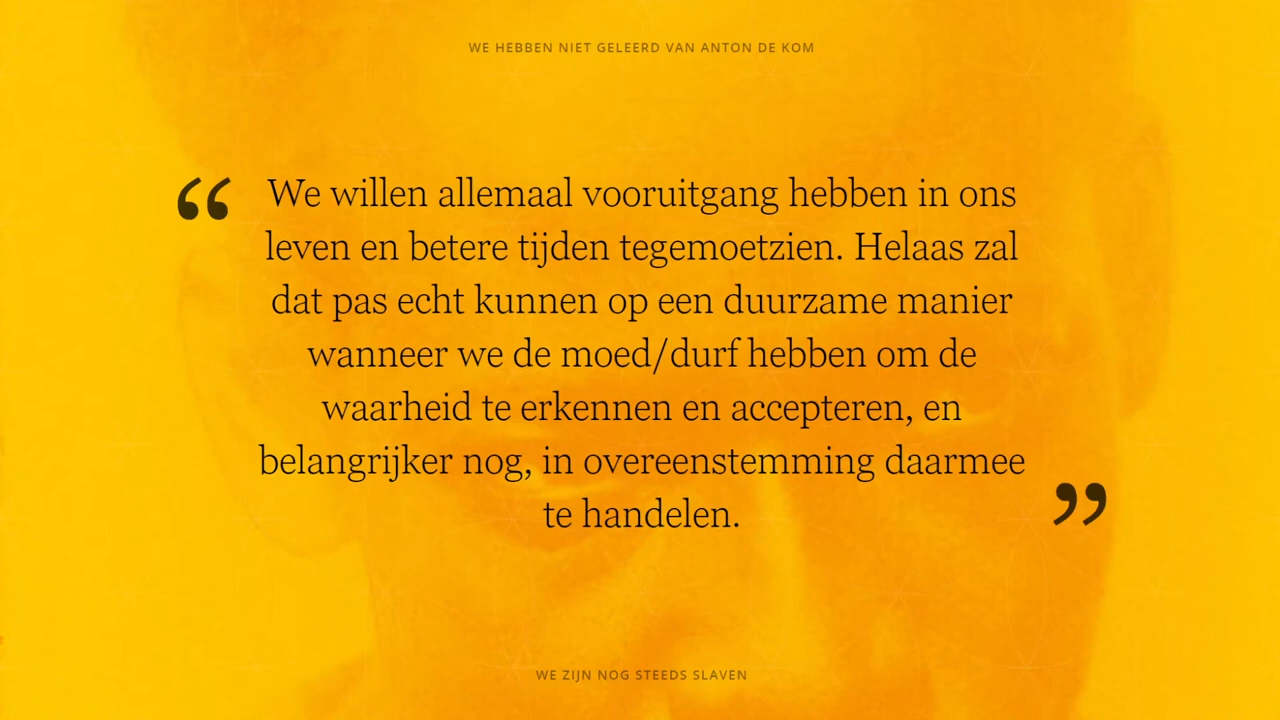 WE HEBBEN NIET GELEERD VAN ANTON DE KOM
“ We willen allemaal vooruitgang hebben in ons
leven en betere tijden tegemoetzien. Helaas zal
dat pas echt kunnen op een duurzame manier
wanneer we de moed/durf hebben om de
waarheid te erkennen en accepteren, en
belangrijker nog, in overeenstemming daarmee
te handelen. ”
WE ZIJN NOG STEEDS SLAVEN